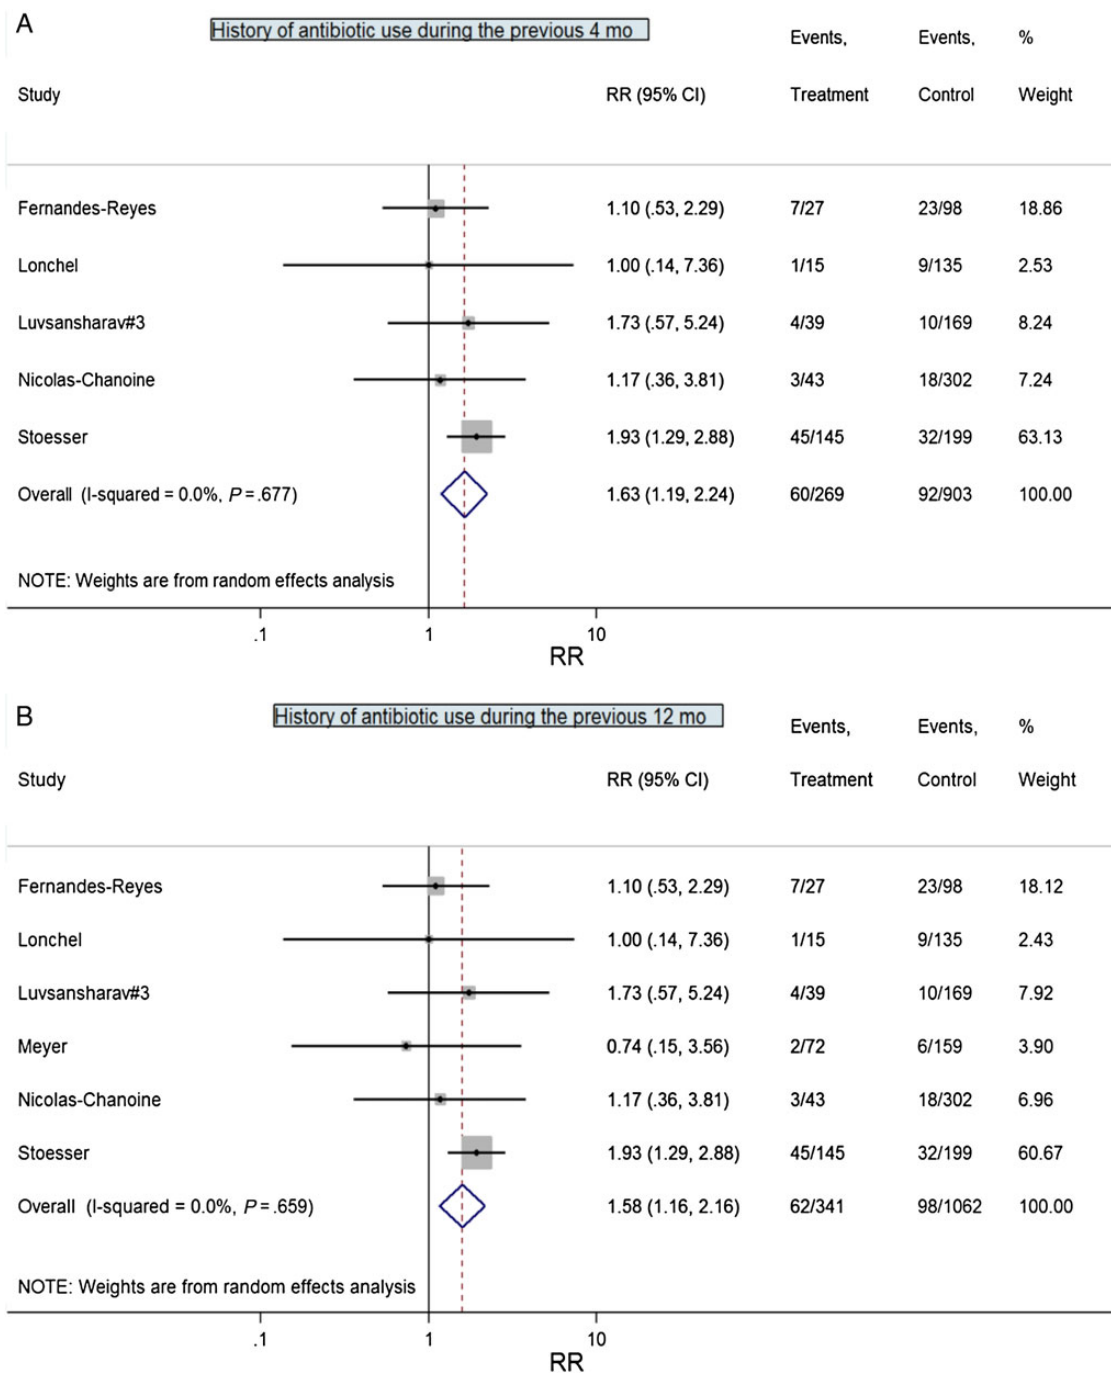 A
History of antibiotic use during the previous 4 mo
Events, Events, %
Study RR (95% CI) Treatment Control Weight
Fernandes-Reyes 1.10 (.53, 2.29) 7/27 23/98 18.86
Lonchel 1.00 (.14, 7.36) 1/15 9/135 2.53
Luvsansharav#3 1.73 (.57, 5.24) 4/39 10/169 8.24
Nicolas-Chanoine 1.17 (.36, 3.81) 3/43 18/302 7.24
Stoesser 1.93 (1.29, 2.88) 45/145 32/199 63.13
Overall (I-squared = 0.0%, P = .677) 1.63 (1.19, 2.24) 60/269 92/903 100.00
NOTE: Weights are from random effects analysis
.1 1 10
RR
B
History of antibiotic use during the previous 12 mo
Events, Events, %
Study RR (95% CI) Treatment Control Weight
Fernandes-Reyes 1.10 (.53, 2.29) 7/27 23/98 18.12
Lonchel 1.00 (.14, 7.36) 1/15 9/135 2.43
Luvsansharav#3 1.73 (.57, 5.24) 4/39 10/169 7.92
Meyer 0.74 (.15, 3.56) 2/72 6/159 3.90
Nicolas-Chanoine 1.17 (.36, 3.81) 3/43 18/302 6.96
Stoesser 1.93 (1.29, 2.88) 45/145 32/199 60.67
Overall (I-squared = 0.0%, P = .659) 1.58 (1.16, 2.16) 62/341 98/1062 100.00
NOTE: Weights are from random effects analysis
.1 1 10
RR